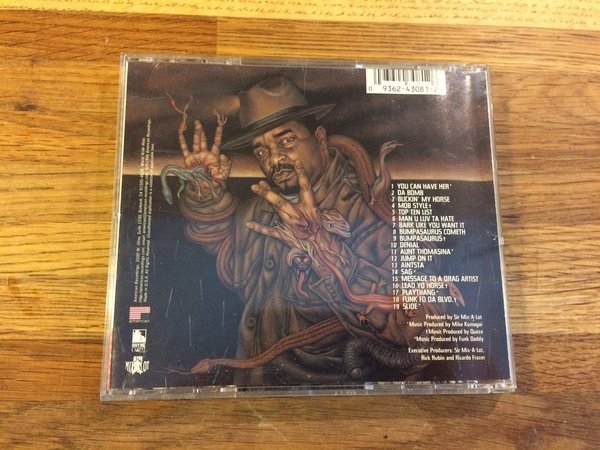 0 9362-43081-2
1 YOU CAN HAVE HER*
2 DA BOMB
3 BUCKIN' MY HORSE
4 MOB STYLE†
5 TOP TEN LIST
6 MAN U LUV TA HATE
7 BARK LIKE YOU WANT IT
8 BUMPASAURUS COMETH
9 BUMPASAURUS†
10 DENIAL
11 AUNT THOMASINA*
12 JUMP ON IT
13 AINTSTA
14 SAG*
15 MESSAGE TO A DRAG ARTIST
16 LEAD YO HORSE†
17 PLAYTHANG*
18 FUNK FO DA BLVD.†
19 SLIDE*
Produced by Sir Mix-A-Lot
*Music Produced by Mike Kumagai
†Music Produced by Quaze
*Music Produced by Funk Daddy
Executive Producers: Sir Mix-A-Lot,
Rick Rubin and Ricardo Frazer
american